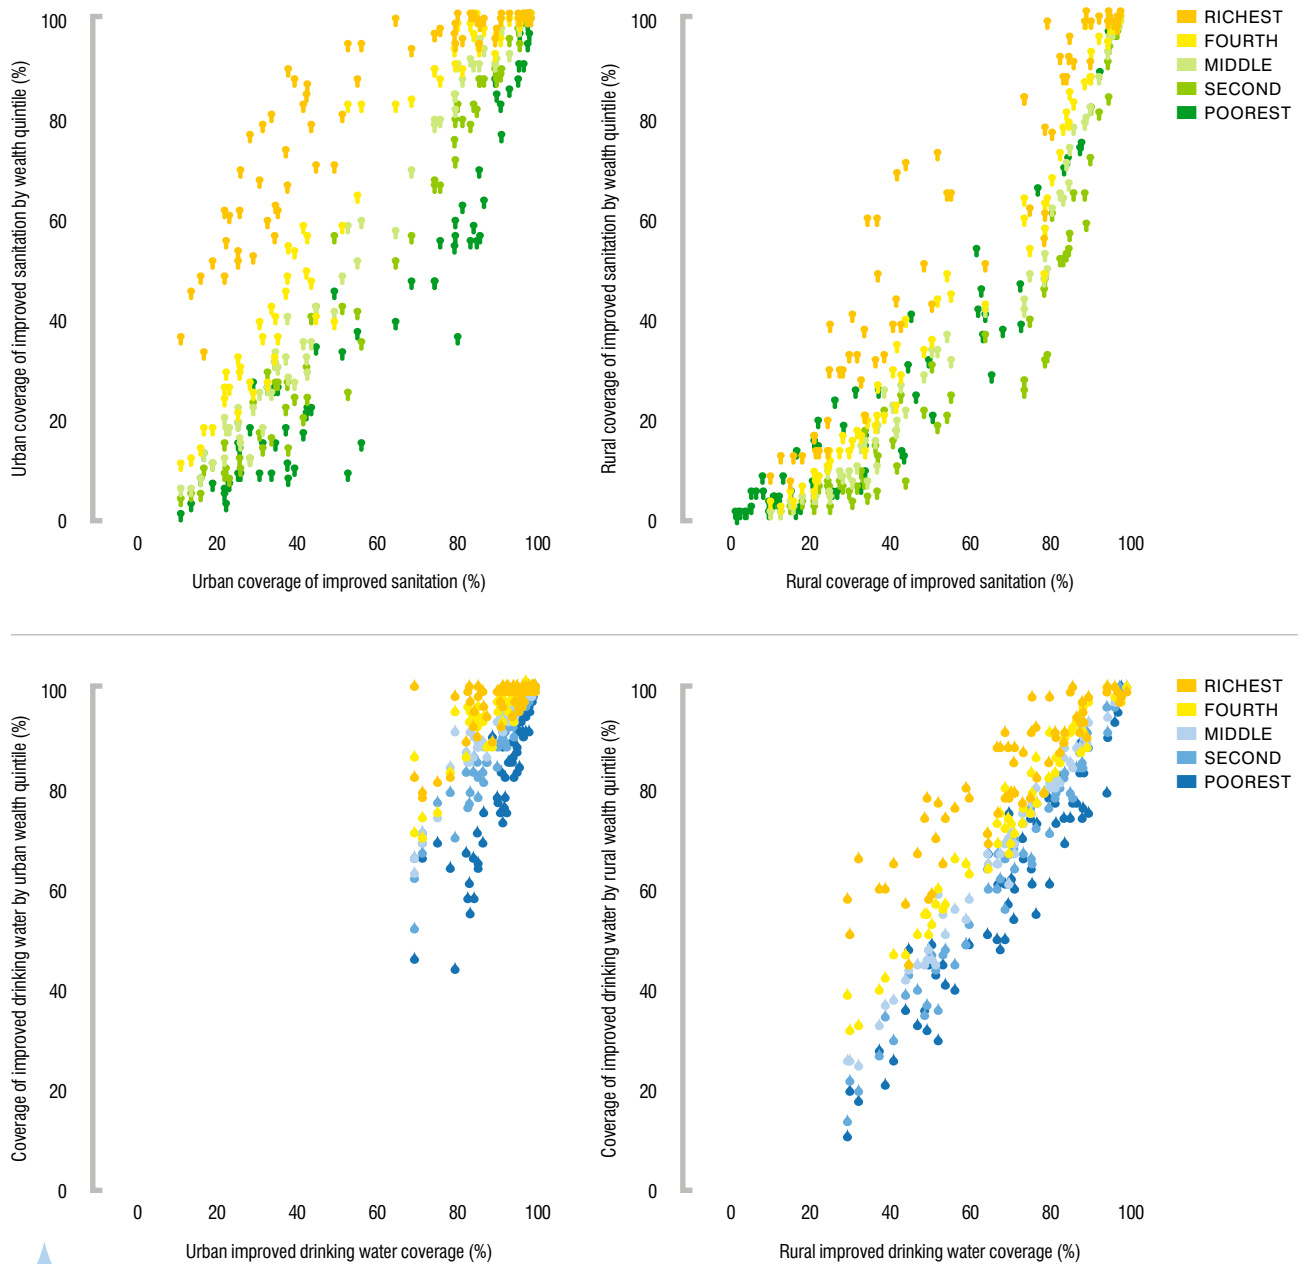 Urban coverage of improved sanitation by wealth quintile (%)
100
80
60
40
20
0
0 20 40 60 80 100
Urban coverage of improved sanitation (%)
Rural coverage of improved sanitation by wealth quintile (%)
100
80
60
40
20
0
0 20 40 60 80 100
Rural coverage of improved sanitation (%)
RICHEST
FOURTH
MIDDLE
SECOND
POOREST
Coverage of improved drinking water by urban wealth quintile (%)
100
80
60
40
20
0
0 20 40 60 80 100
Urban improved drinking water coverage (%)
Coverage of improved drinking water by rural wealth quintile (%)
100
80
60
40
20
0
0 20 40 60 80 100
Rural improved drinking water coverage (%)
RICHEST
FOURTH
MIDDLE
SECOND
POOREST